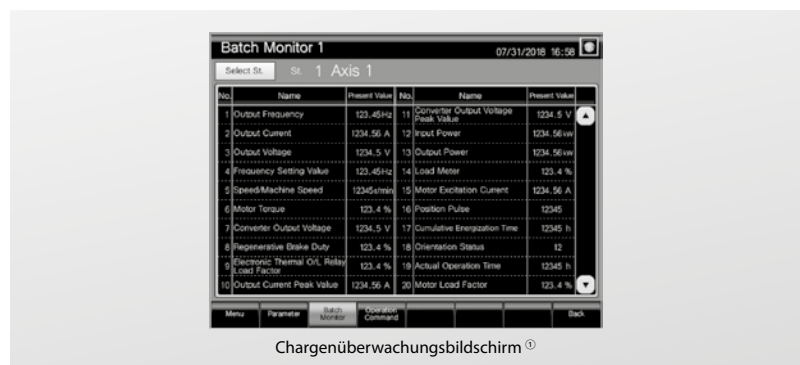 Batch Monitor 1 07/31/2018 16:58
Select St. St. 1 Axis 1
No. Name Present Value No. Name Present Value
1 Output Frequency 123.45Hz 11 Converter Output Voltage Peak Value 1234.5 V
2 Output Current 1234.56 A 12 Input Power 1234.56kW
3 Output Voltage 1234.5 V 13 Output Power 1234.56kW
4 Frequency Setting Value 123.45Hz 14 Load Meter 123.4 %
5 Speed/Machine Speed 12345r/min 15 Motor Excitation Current 1234.56 A
6 Motor Torque 123.4 % 16 Position Pulse 12345
7 Converter Output Voltage 1234.5 V 17 Cumulative Energization Time 12345 h
8 Regenerative Brake Duty 123.4 % 18 Orientation Status 12
9 Electronic Thermal O/L Relay Load Factor 123.4 % 19 Actual Operation Time 12345 h
10 Output Current Peak Value 1234.56 A 20 Motor Load Factor 123.4 %
Menu Parameter Batch Monitor Operation Command Back
Chargenüberwachungsbildschirm ①